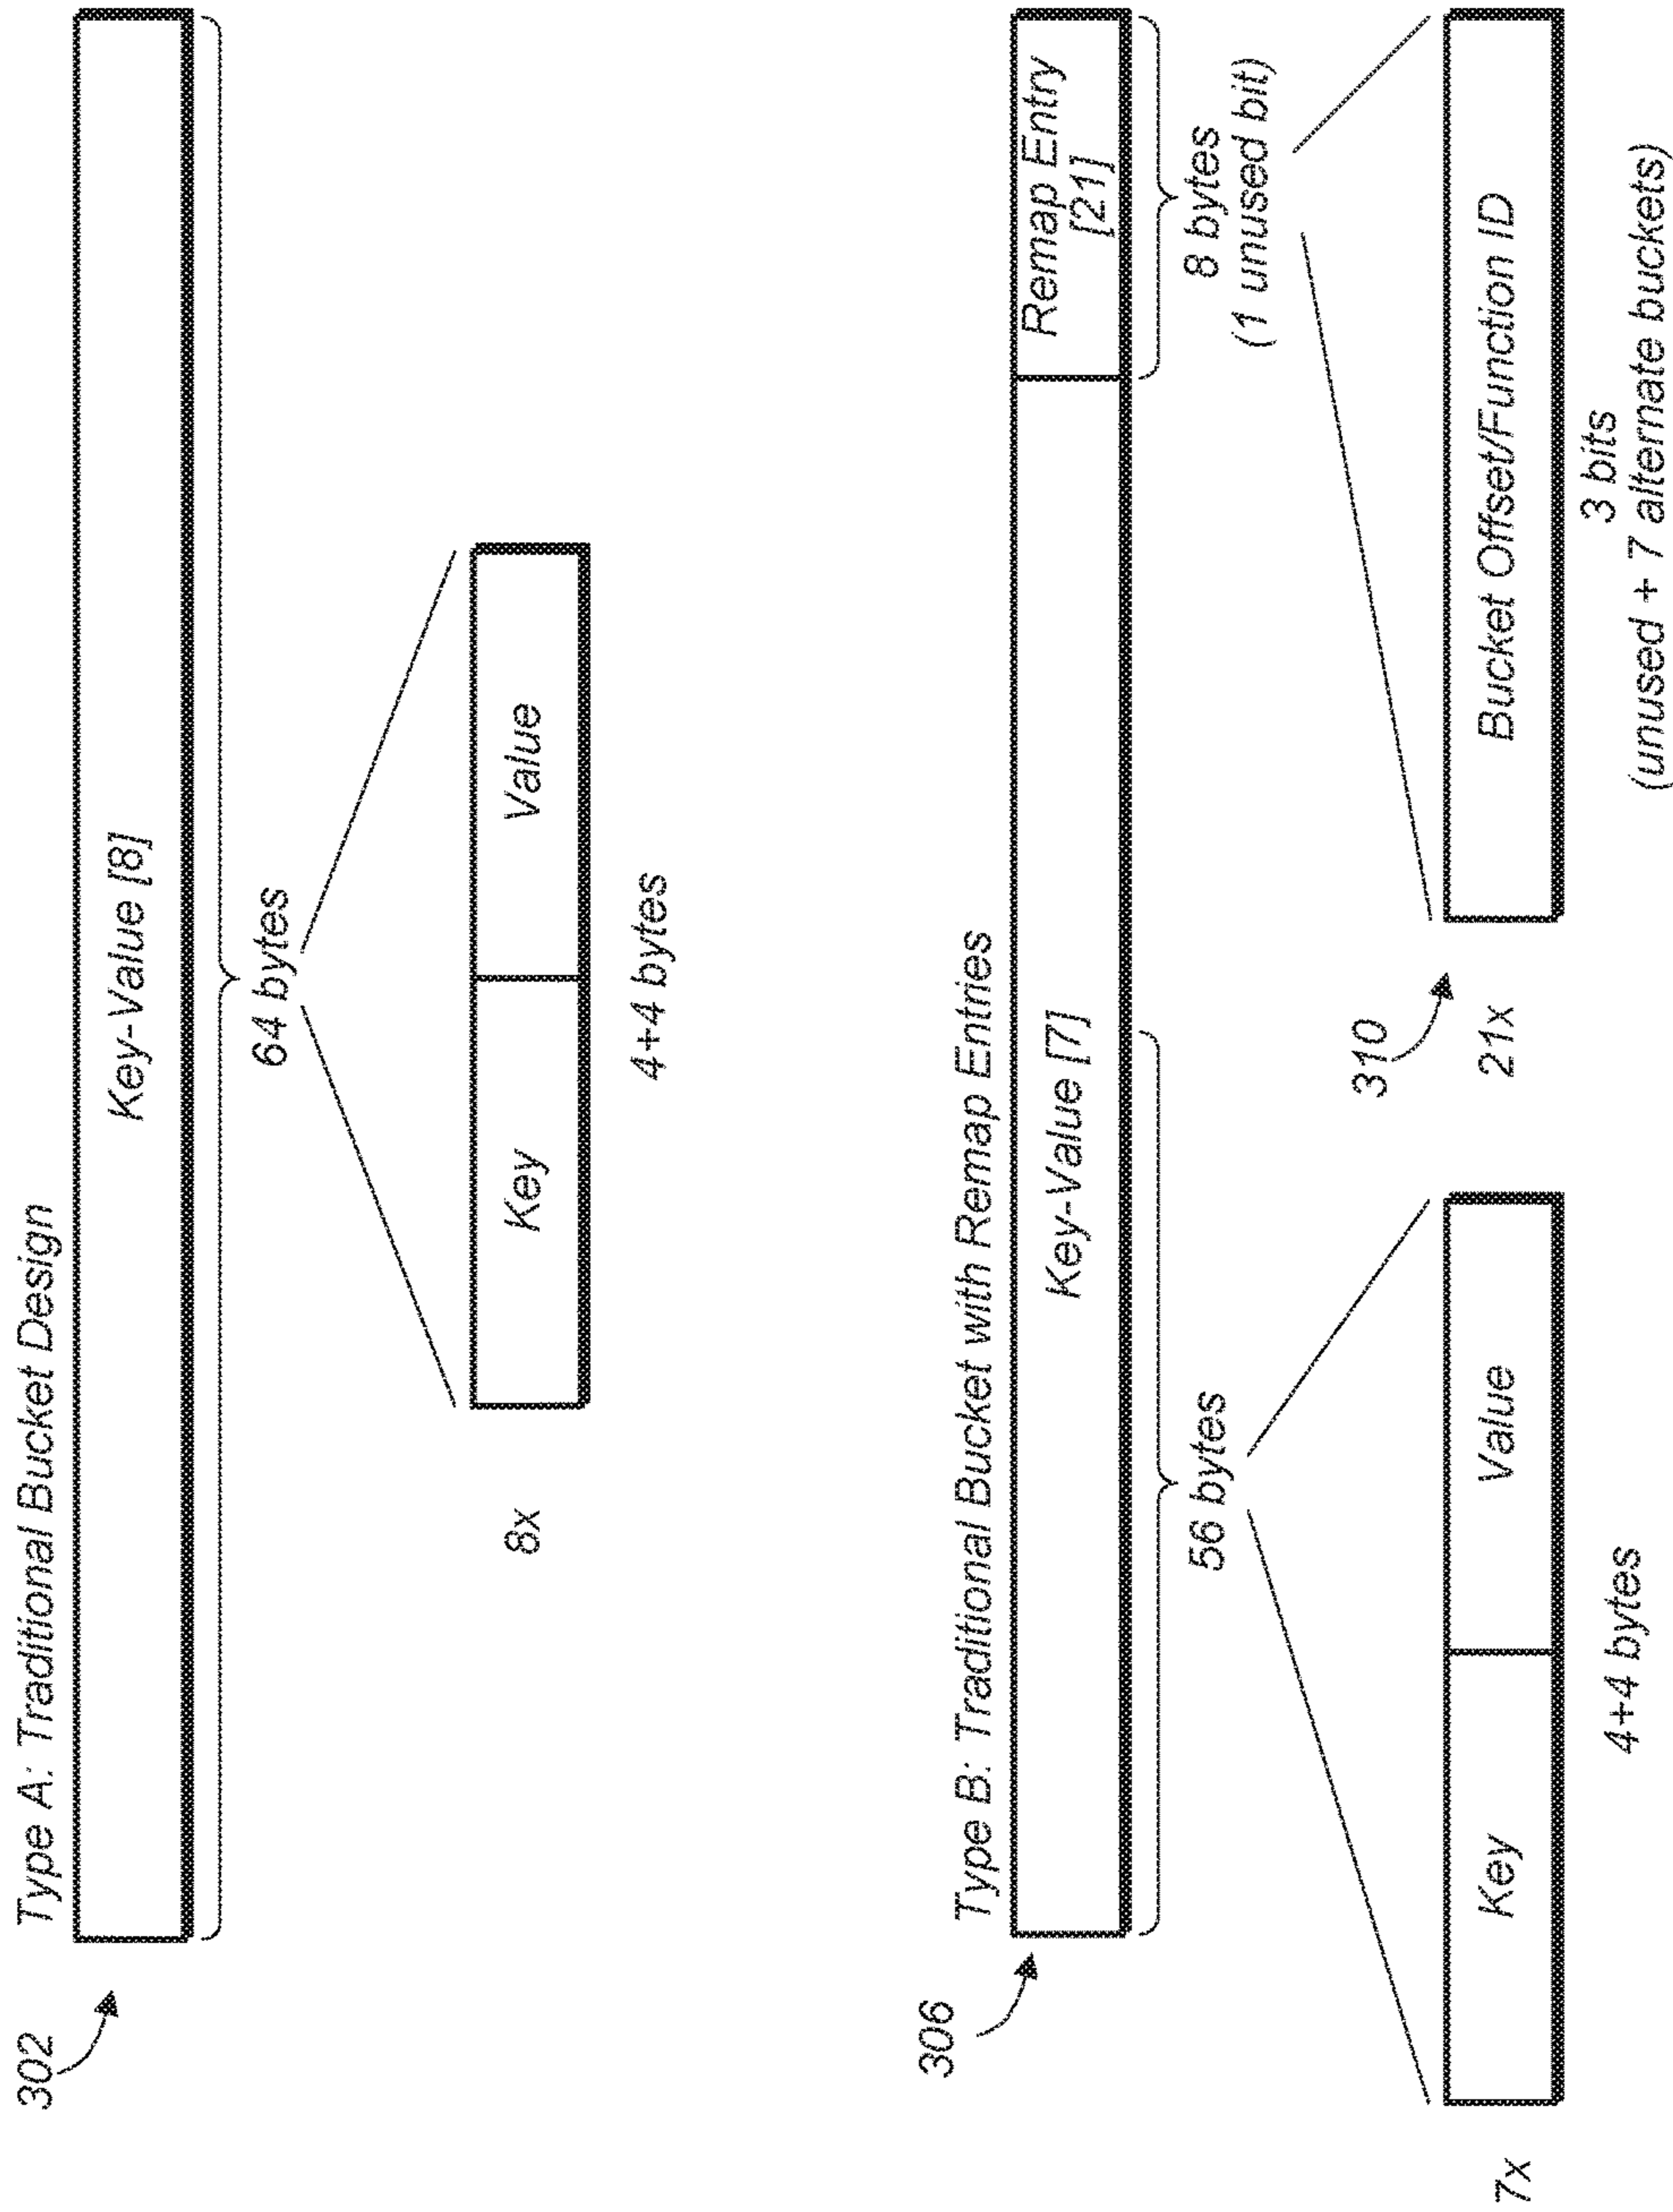 Type A: Traditional Bucket Design
302
Key-Value [8]
64 bytes
8x
Key
Value
4+4 bytes
Type B: Traditional Bucket with Remap Entries
306
Key-Value [7]
Remap Entry
[21]
56 bytes
8 bytes
(1 unused bit)
7x
Key
Value
4+4 bytes
310
21x
Bucket Offset/Function ID
3 bits
(unused + 7 alternate buckets)